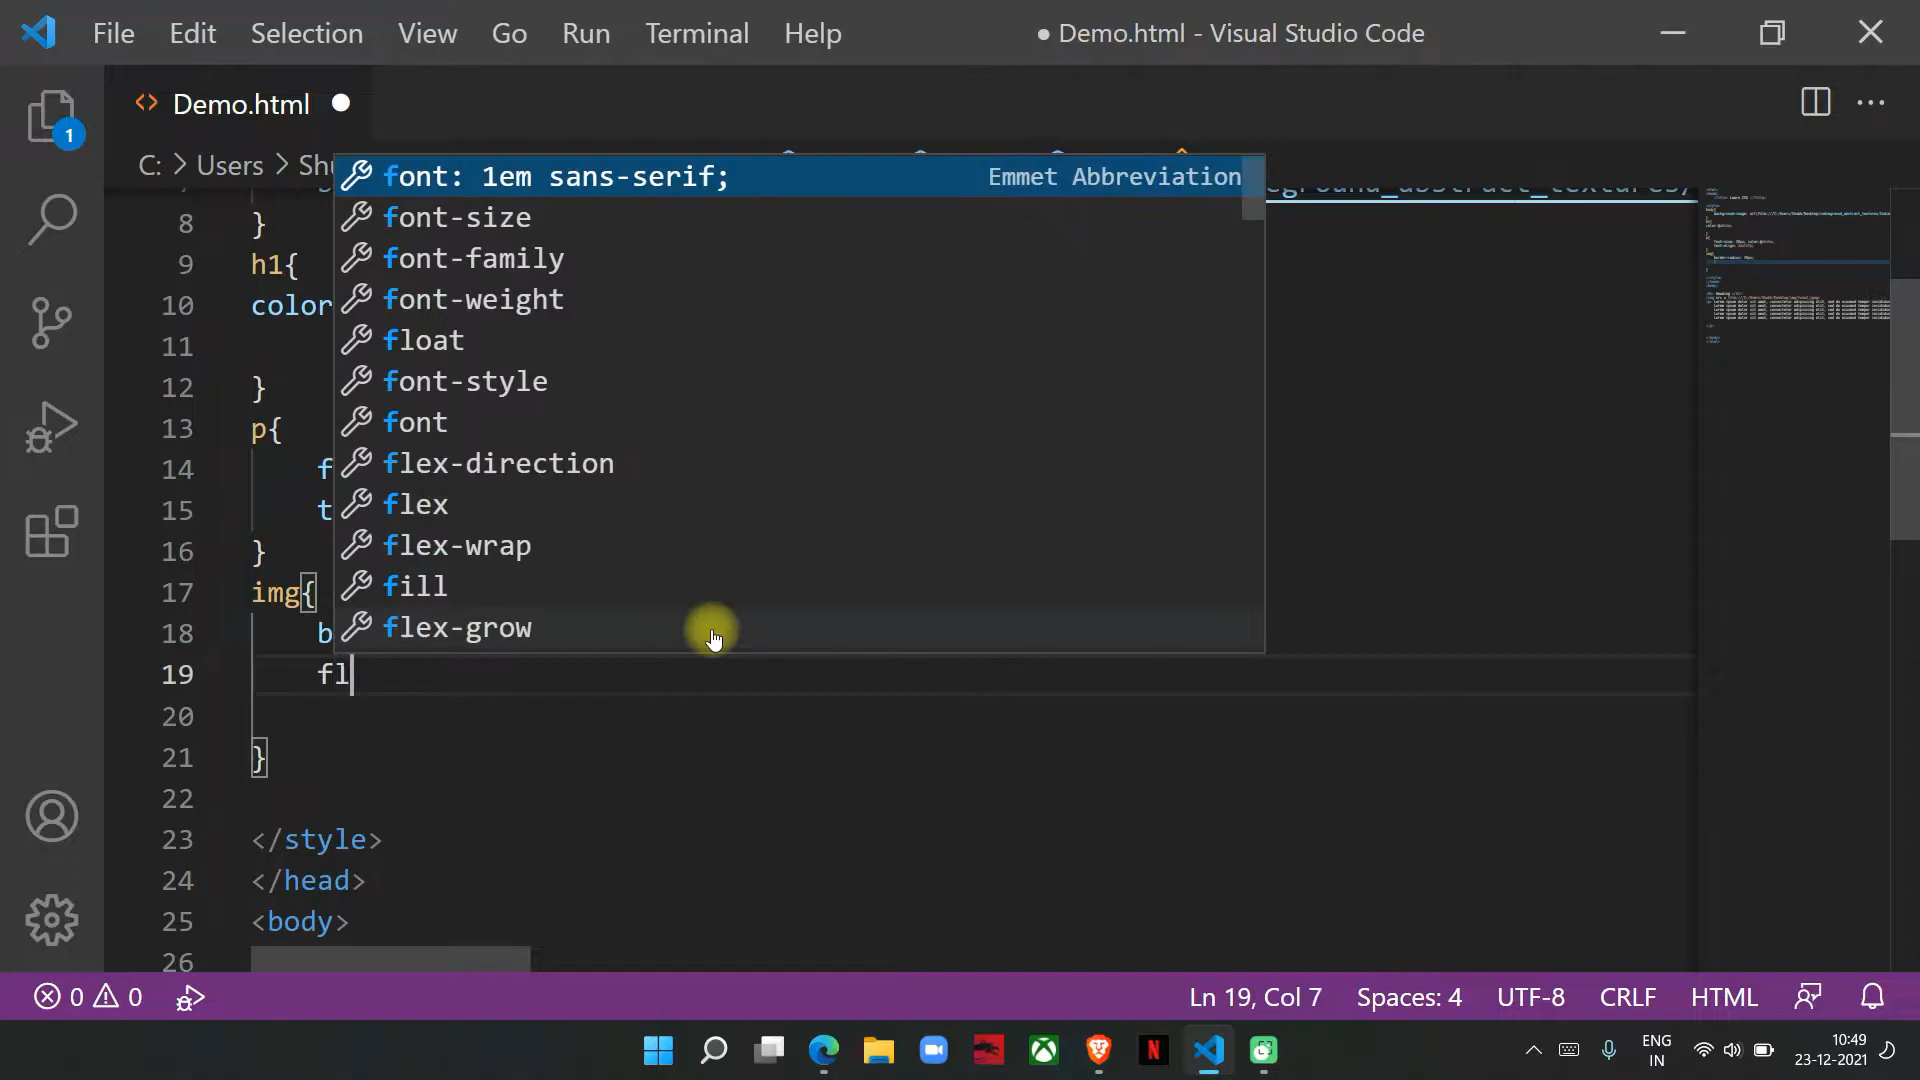 File Edit Selection View Go Run Terminal Help ● Demo.html - Visual Studio Code
Demo.html
1
C: > Users > Shu
font: 1em sans-serif; Emmet Abbreviation
font-size
font-family
font-weight
float
font-style
font
flex-direction
flex
flex-wrap
fill
flex-grow
8 }
9 h1{
10 color
11
12 }
13 p{
14 f
15 t
16 }
17 img{
18 b
19 fl
20
21 }
22
23 </style>
24 </head>
25 <body>
26
0 0 Ln 19, Col 7 Spaces: 4 UTF-8 CRLF HTML
ENG
IN
10:49
23-12-2021